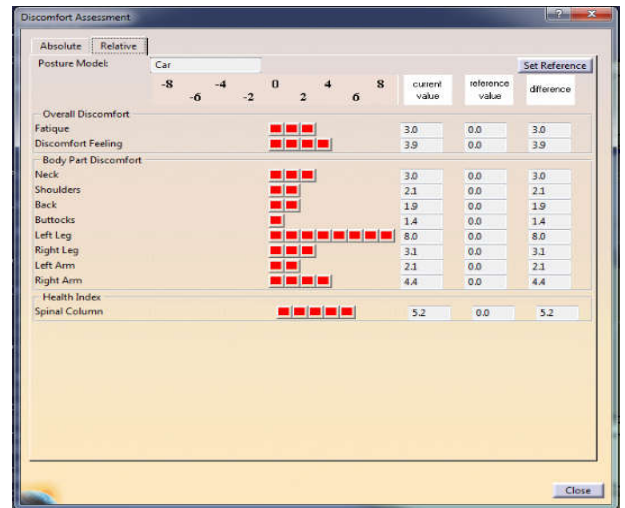 Discomfort Assessment
Absolute Relative
Posture Model: Car Set Reference
-8 -6 -4 -2 0 2 4 6 8 current value reference value difference
Overall Discomfort
Fatique 3.0 0.0 3.0
Discomfort Feeling 3.9 0.0 3.9
Body Part Discomfort
Neck 3.0 0.0 3.0
Shoulders 2.1 0.0 2.1
Back 1.9 0.0 1.9
Buttocks 1.4 0.0 1.4
Left Leg 8.0 0.0 8.0
Right Leg 3.1 0.0 3.1
Left Arm 2.1 0.0 2.1
Right Arm 4.4 0.0 4.4
Health Index
Spinal Column 5.2 0.0 5.2
Close